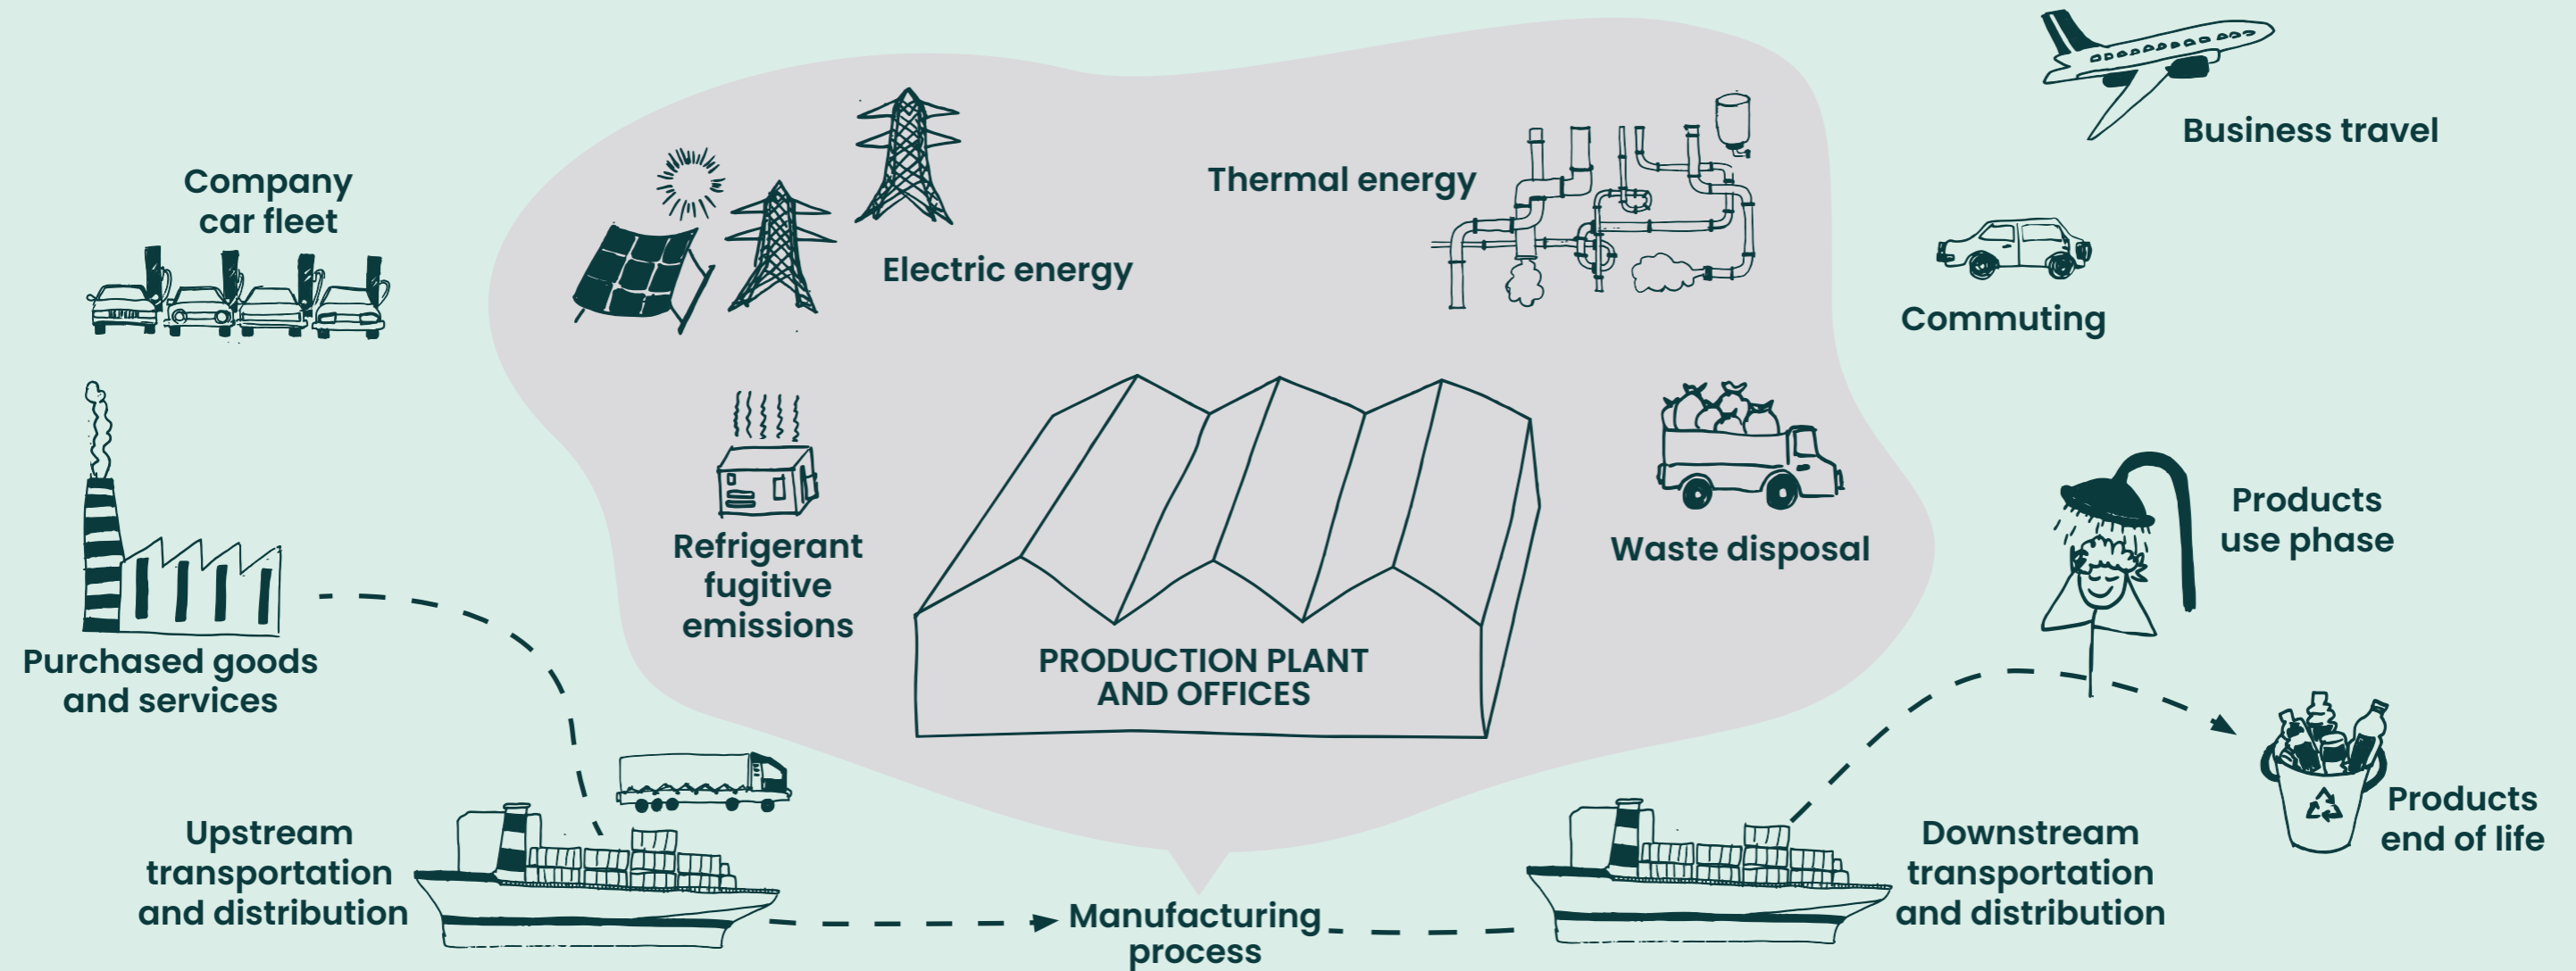 Business travel
Company
car fleet
Thermal energy
Electric energy
Commuting
Refrigerant
fugitive
emissions
Waste disposal
Products
use phase
Purchased goods
and services
PRODUCTION PLANT
AND OFFICES
Upstream
transportation
and distribution
Manufacturing
process
Downstream
transportation
and distribution
Products
end of life